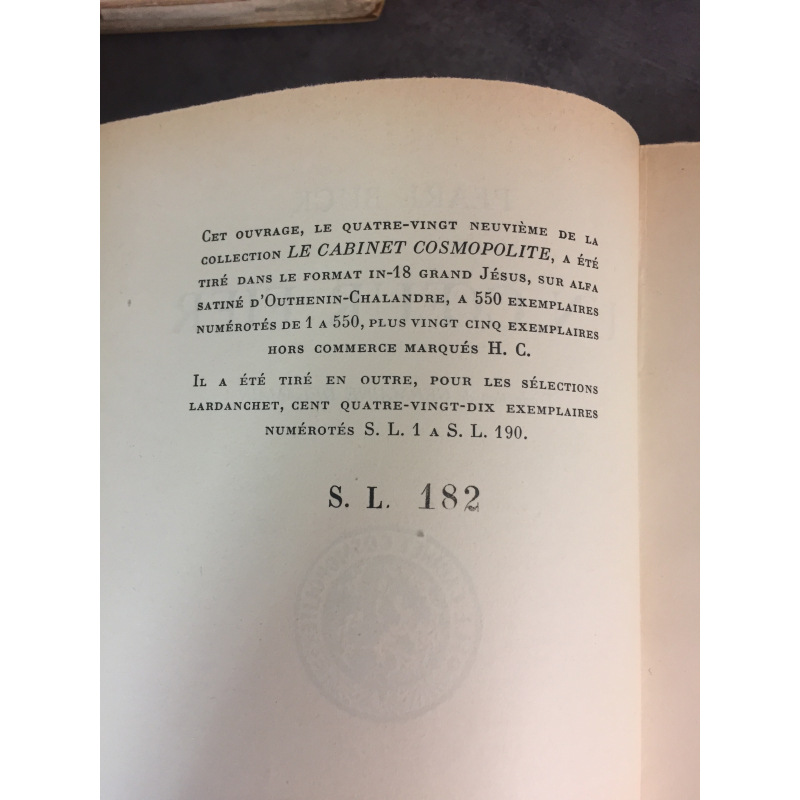 CET OUVRAGE, LE QUATRE-VINGT NEUVIÈME DE LA
COLLECTION LE CABINET COSMOPOLITE, A ÉTÉ
TIRÉ DANS LE FORMAT IN-18 GRAND JÉSUS, SUR ALFA
SATINÉ D'OUTHENIN-CHALANDRE, A 550 EXEMPLAIRES
NUMÉROTÉS DE 1 A 550, PLUS VINGT CINQ EXEMPLAIRES
HORS COMMERCE MARQUÉS H. C.
IL A ÉTÉ TIRÉ EN OUTRE, POUR LES SÉLECTIONS
LARDANCHET, CENT QUATRE-VINGT-DIX EXEMPLAIRES
NUMÉROTÉS S. L. 1 A S. L. 190.
S. L. 182